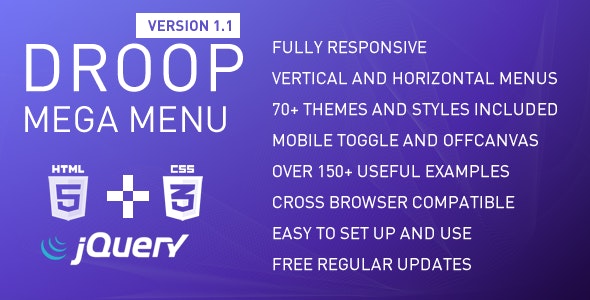 VERSION 1.1
DROOP
MEGA MENU
HTML
5
CSS
3
jQuery
FULLY RESPONSIVE
VERTICAL AND HORIZONTAL MENUS
70+ THEMES AND STYLES INCLUDED
MOBILE TOGGLE AND OFFCANVAS
OVER 150+ USEFUL EXAMPLES
CROSS BROWSER COMPATIBLE
EASY TO SET UP AND USE
FREE REGULAR UPDATES